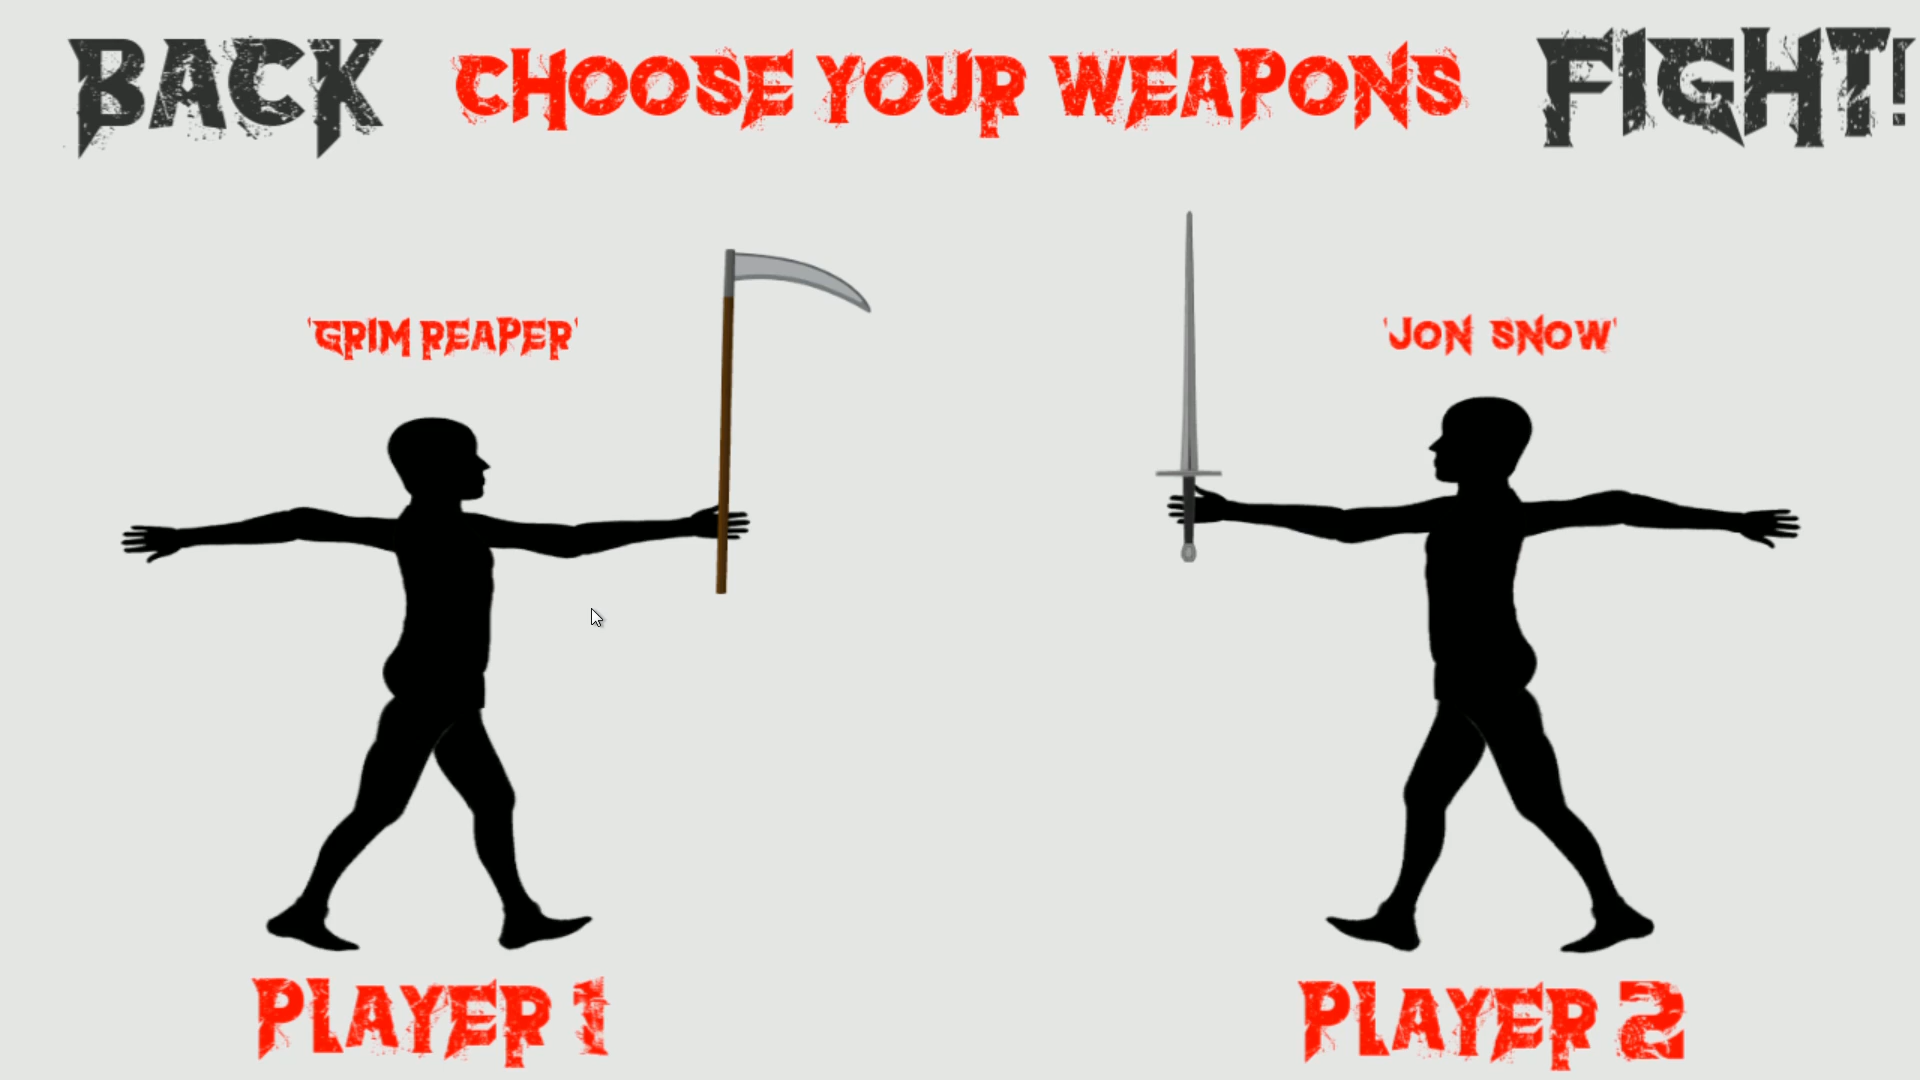 BACK
CHOOSE YOUR WEAPONS
FIGHT!
'GRIM REAPER'
'JON SNOW'
PLAYER 1
PLAYER 2